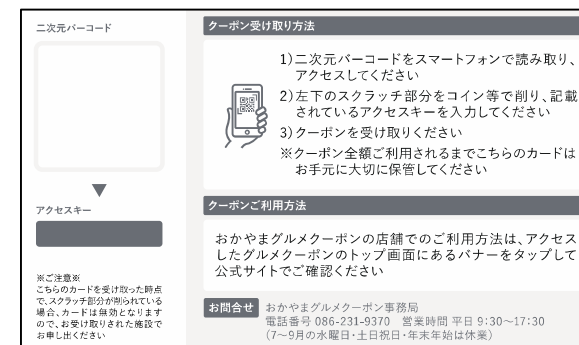 二次元バーコード
アクセスキー
※ご注意※
こちらのカードを受け取った時点
で、スクラッチ部分が削られている
場合、カードは無効となります
ので、お受け取りされた施設で
お申し出ください
クーポン受け取り方法
1)二次元バーコードをスマートフォンで読み取り、
アクセスしてください
2)左下のスクラッチ部分をコイン等で削り、記載
されているアクセスキーを入力してください
3)クーポンを受け取りください
※クーポン全額ご利用されるまでこちらのカードは
お手元に大切に保管してください
クーポンご利用方法
おかやまグルメクーポンの店舗でのご利用方法は、アクセス
したグルメクーポンのトップ画面にあるバナーをタップして
公式サイトでご確認ください
お問合せ おかやまグルメクーポン事務局
電話番号 086-231-9370 営業時間 平日 9:30〜17:30
(7〜9月の水曜日・土日祝日・年末年始は休業)